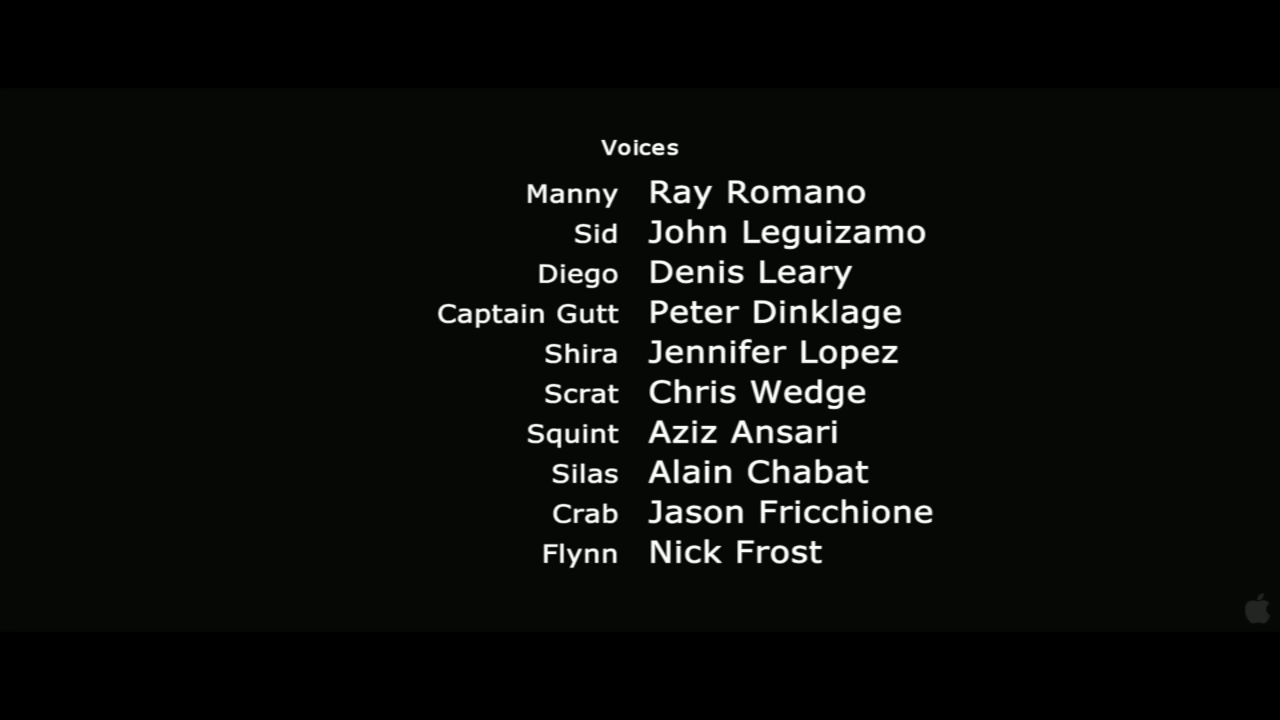 Voices
Manny Ray Romano
Sid John Leguizamo
Diego Denis Leary
Captain Gutt Peter Dinklage
Shira Jennifer Lopez
Scrat Chris Wedge
Squint Aziz Ansari
Silas Alain Chabat
Crab Jason Fricchione
Flynn Nick Frost